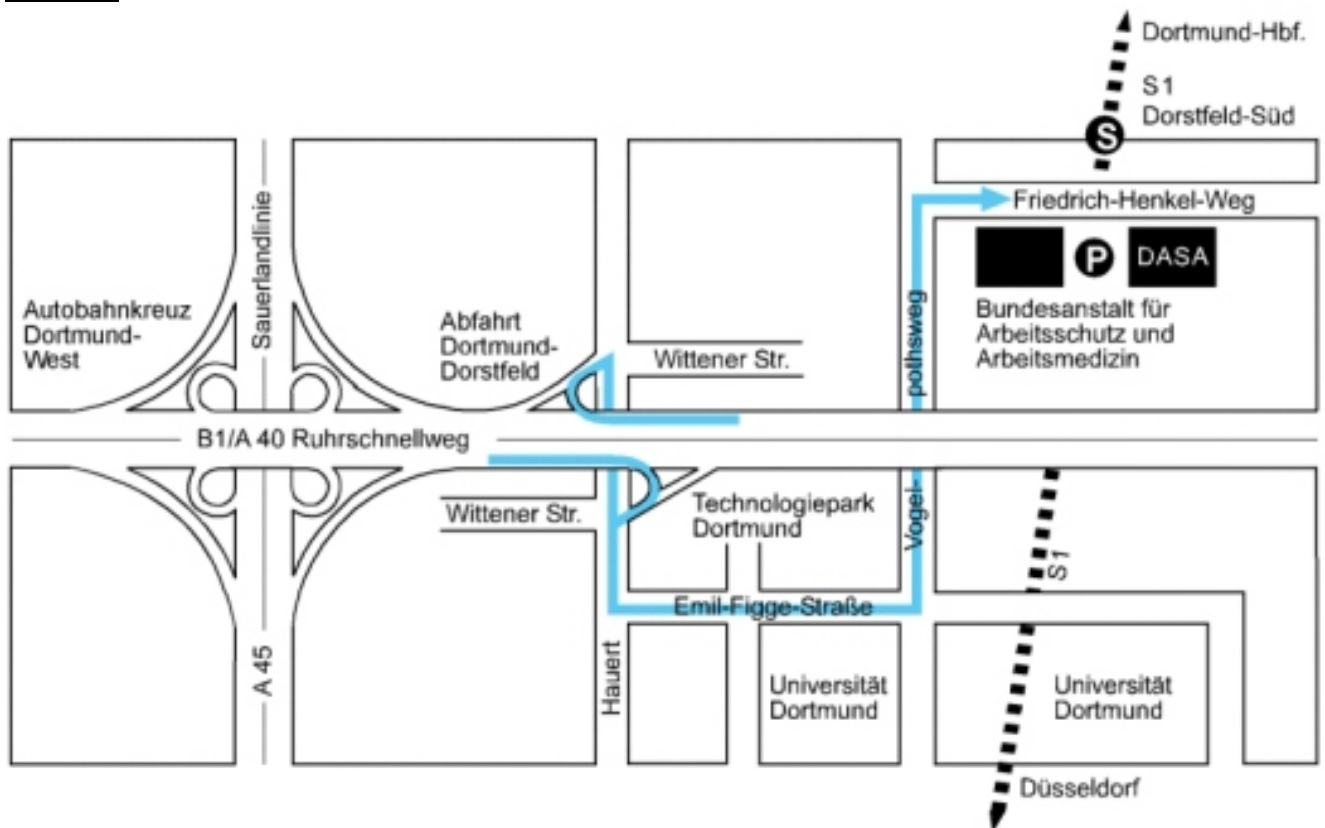 Dortmund-Hbf.
S 1
Dorstfeld-Süd
S
Sauerlandlinie
Friedrich-Henkel-Weg
P
DASA
Autobahnkreuz
Dortmund-
West
Abfahrt
Dortmund-
Dorstfeld
Bundesanstalt für
Arbeitsschutz und
Arbeitsmedizin
Wittener Str.
pothsweg
B1/A 40 Ruhrschnellweg
Wittener Str.
Technologiepark
Dortmund
Vogel-
S 1
Emil-Figge-Straße
A 45
Hauert
Universität
Dortmund
Universität
Dortmund
Düsseldorf